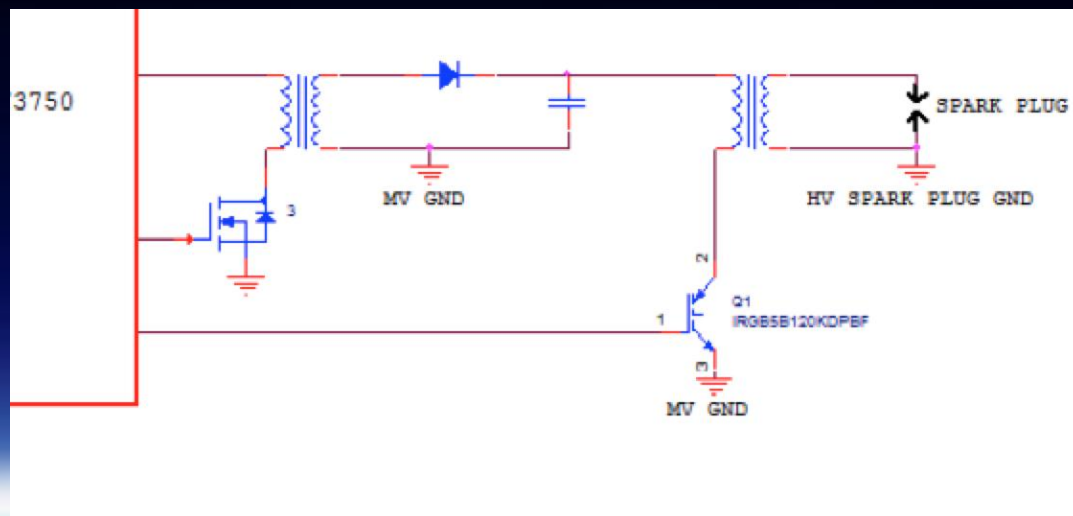 3750
SPARK PLUG
MV GND
HV SPARK PLUG GND
3
2
Q1
1
IRGB5B120KDPBF
3
MV GND